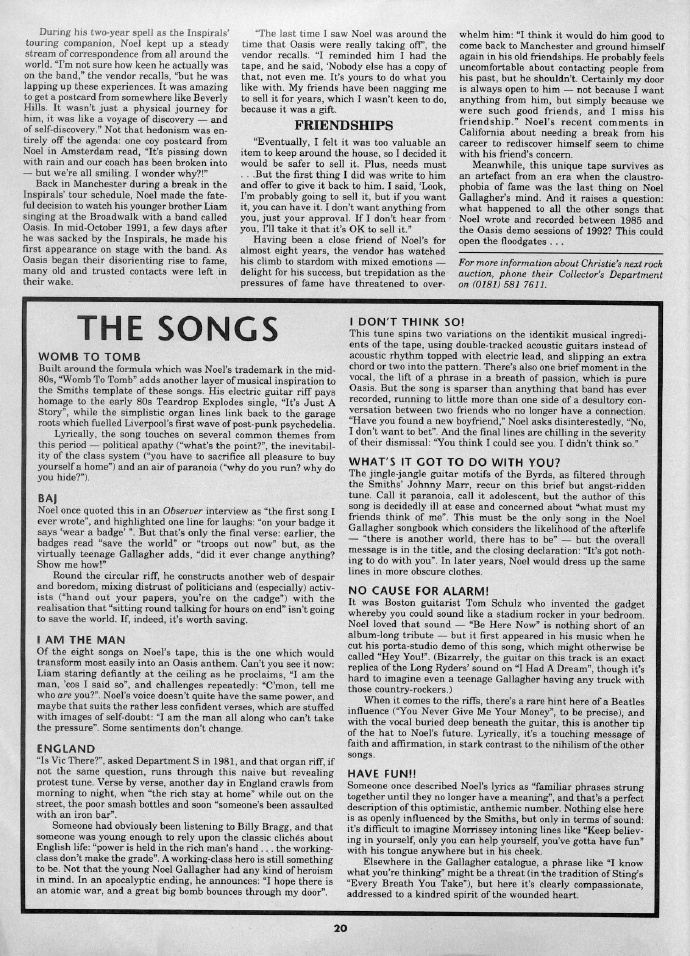 During his two-year spell as the Inspirals'
touring companion, Noel kept up a steady
stream of correspondence from all around the
world. "I'm not sure how keen he actually was
on the band," the vendor recalls, "but he was
lapping up these experiences. It was amazing
to get a postcard from somewhere like Beverly
Hills. It wasn't just a physical journey for
him, it was like a voyage of discovery — and
of self-discovery." Not that hedonism was en-
tirely off the agenda: one coy postcard from
Noel in Amsterdam read, "It's pissing down
with rain and our coach has been broken into
— but we're all smiling. I wonder why?!"
Back in Manchester during a break in the
Inspirals' tour schedule, Noel made the fate-
ful decision to watch his younger brother Liam
singing at the Broadwalk with a band called
Oasis. In mid-October 1991, a few days after
he was sacked by the Inspirals, he made his
first appearance on stage with the band. As
Oasis began their disorienting rise to fame,
many old and trusted contacts were left in
their wake.
"The last time I saw Noel was around the
time that Oasis were really taking off", the
vendor recalls. "I reminded him I had the
tape, and he said, 'Nobody else has a copy of
that, not even me. It's yours to do what you
like with. My friends have been nagging me
to sell it for years, which I wasn't keen to do,
because it was a gift.
FRIENDSHIPS
"Eventually, I felt it was too valuable an
item to keep around the house, so I decided it
would be safer to sell it. Plus, needs must
. . .But the first thing I did was write to him
and offer to give it back to him. I said, 'Look,
I'm probably going to sell it, but if you want
it, you can have it. I don't want anything from
you, just your approval. If I don't hear from
you, I'll take it that it's OK to sell it."
Having been a close friend of Noel's for
almost eight years, the vendor has watched
his climb to stardom with mixed emotions —
delight for his success, but trepidation as the
pressures of fame have threatened to over-
whelm him: "I think it would do him good to
come back to Manchester and ground himself
again in his old friendships. He probably feels
uncomfortable about contacting people from
his past, but he shouldn't. Certainly my door
is always open to him — not because I want
anything from him, but simply because we
were such good friends, and I miss his
friendship." Noel's recent comments in
California about needing a break from his
career to rediscover himself seem to chime
with his friend's concern.
Meanwhile, this unique tape survives as
an artefact from an era when the claustro-
phobia of fame was the last thing on Noel
Gallagher's mind. And it raises a question:
what happened to all the other songs that
Noel wrote and recorded between 1985 and
the Oasis demo sessions of 1992? This could
open the floodgates . . .
For more information about Christie's next rock
auction, phone their Collector's Department
on (0181) 581 7611.
THE SONGS
WOMB TO TOMB
Built around the formula which was Noel's trademark in the mid-
80s, "Womb To Tomb" adds another layer of musical inspiration to
the Smiths template of these songs. His electric guitar riff pays
homage to the early 80s Teardrop Explodes single, "It's Just A
Story", while the simplistic organ lines link back to the garage
roots which fuelled Liverpool's first wave of post-punk psychedelia.
Lyrically, the song touches on several common themes from
this period — political apathy ("what's the point?", the inevitabil-
ity of the class system ("you have to sacrifice all pleasure to buy
yourself a home") and an air of paranoia ("why do you run? why do
you hide?").
BAJ
Noel once quoted this in an Observer interview as "the first song I
ever wrote", and highlighted one line for laughs: "on your badge it
says 'wear a badge' ". But that's only the final verse: earlier, the
badges read "save the world" or "troops out now" but, as the
virtually teenage Gallagher adds, "did it ever change anything?
Show me how!"
Round the circular riff, he constructs another web of despair
and boredom, mixing distrust of politicians and (especially) activ-
ists ("hand out your papers, you're on the cadge") with the
realisation that "sitting round talking for hours on end" isn't going
to save the world. If, indeed, it's worth saving.
I AM THE MAN
Of the eight songs on Noel's tape, this is the one which would
transform most easily into an Oasis anthem. Can't you see it now:
Liam staring defiantly at the ceiling as he proclaims, "I am the
man, 'cos I said so", and challenges repeatedly: "C'mon, tell me
who are you?". Noel's voice doesn't quite have the same power, and
maybe that suits the rather less confident verses, which are stuffed
with images of self-doubt: "I am the man all along who can't take
the pressure". Some sentiments don't change.
ENGLAND
"Is Vic There?", asked Department S in 1981, and that organ riff, if
not the same question, runs through this naive but revealing
protest tune. Verse by verse, another day in England crawls from
morning to night, when "the rich stay at home" while out on the
street, the poor smash bottles and soon "someone's been assaulted
with an iron bar".
Someone had obviously been listening to Billy Bragg, and that
someone was young enough to rely upon the classic clichés about
English life: "power is held in the rich man's hand . . . the working-
class don't make the grade". A working-class hero is still something
to be. Not that the young Noel Gallagher had any kind of heroism
in mind. In an apocalyptic ending, he announces: "I hope there is
an atomic war, and a great big bomb bounces through my door".
I DON'T THINK SO!
This tune spins two variations on the identikit musical ingredi-
ents of the tape, using double-tracked acoustic guitars instead of
acoustic rhythm topped with electric lead, and slipping an extra
chord or two into the pattern. There's also one brief moment in the
vocal, the lift of a phrase in a breath of passion, which is pure
Oasis. But the song is sparser than anything that band has ever
recorded, running to little more than one side of a desultory con-
versation between two friends who no longer have a connection.
"Have you found a new boyfriend," Noel asks disinterestedly, "No,
I don't want to bet". And the final lines are chilling in the severity
of their dismissal: "You think I could see you. I didn't think so."
WHAT'S IT GOT TO DO WITH YOU?
The jingle-jangle guitar motifs of the Byrds, as filtered through
the Smiths' Johnny Marr, recur on this brief but angst-ridden
tune. Call it paranoia, call it adolescent, but the author of this
song is decidedly ill at ease and concerned about "what must my
friends think of me". This must be the only song in the Noel
Gallagher songbook which considers the likelihood of the afterlife
— "there is another world, there has to be" — but the overall
message is in the title, and the closing declaration: "It's got noth-
ing to do with you". In later years, Noel would dress up the same
lines in more obscure clothes.
NO CAUSE FOR ALARM!
It was Boston guitarist Tom Schulz who invented the gadget
whereby you could sound like a stadium rocker in your bedroom.
Noel loved that sound — "Be Here Now" is nothing short of an
album-long tribute — but it first appeared in his music when he
cut his porta-studio demo of this song, which might otherwise be
called "Hey You!". (Bizarrely, the guitar on this track is an exact
replica of the Long Ryders' sound on "I Had A Dream", though it's
hard to imagine even a teenage Gallagher having any truck with
those country-rockers.)
When it comes to the riffs, there's a rare hint here of a Beatles
influence ("You Never Give Me Your Money", to be precise), and
with the vocal buried deep beneath the guitar, this is another tip
of the hat to Noel's future. Lyrically, it's a touching message of
faith and affirmation, in stark contrast to the nihilism of the other
songs.
HAVE FUN!!
Someone once described Noel's lyrics as "familiar phrases strung
together until they no longer have a meaning", and that's a perfect
description of this optimistic, anthemic number. Nothing else here
is as openly influenced by the Smiths, but only in terms of sound:
it's difficult to imagine Morrissey intoning lines like "Keep believ-
ing in yourself, only you can help yourself, you've gotta have fun"
with his tongue anywhere but in his cheek.
Elsewhere in the Gallagher catalogue, a phrase like "I know
what you're thinking" might be a threat (in the tradition of Sting's
"Every Breath You Take"), but here it's clearly compassionate,
addressed to a kindred spirit of the wounded heart.
20